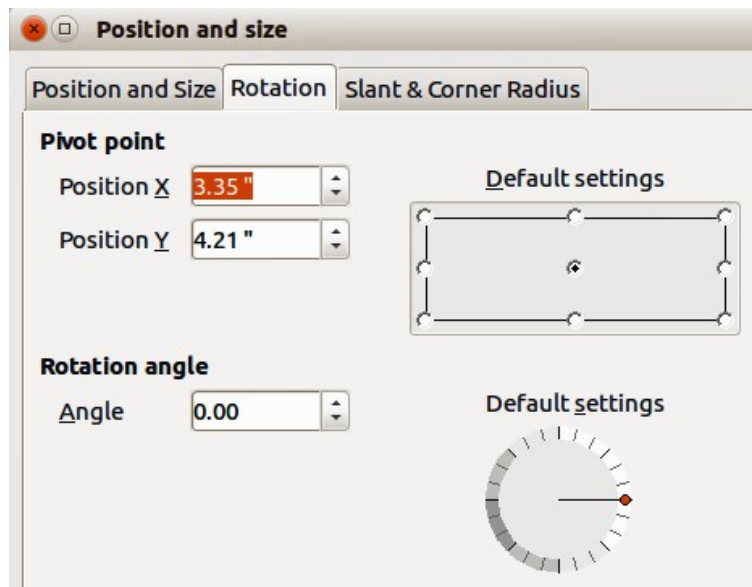 Position and size
Position and Size Rotation Slant & Corner Radius
Pivot point
Position X 3.35 "
Default settings
Position Y 4.21 "
Rotation angle
Angle 0.00
Default settings